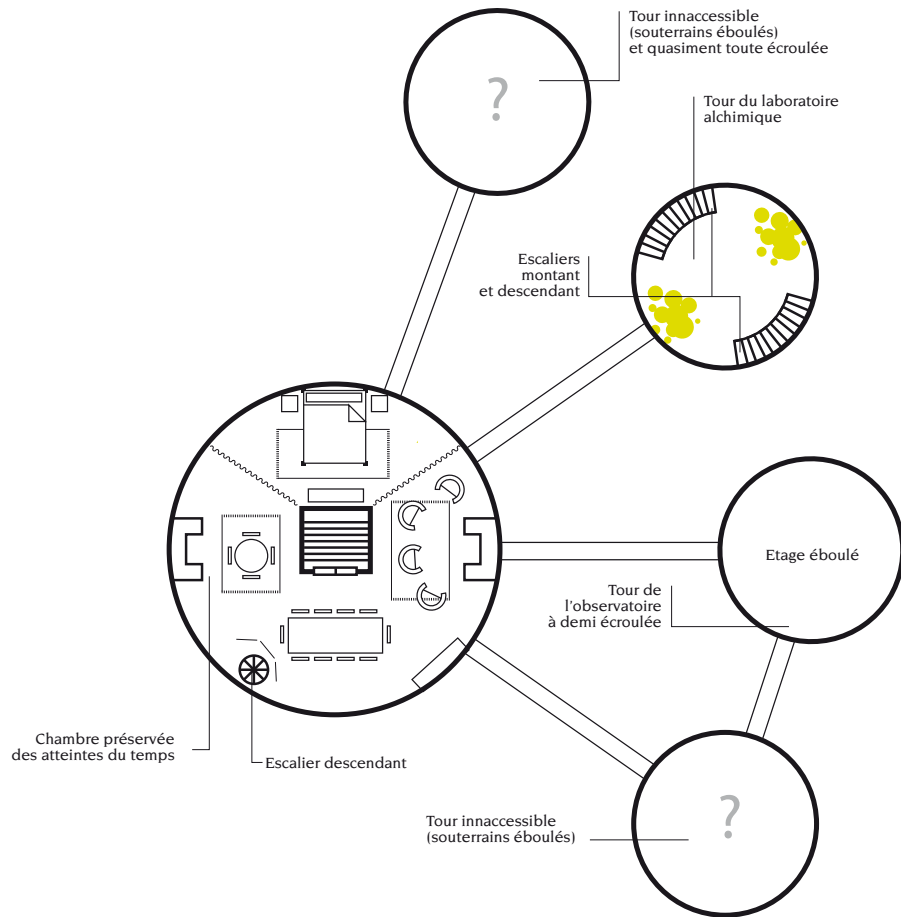 Tour innaccessible
(souterrains éboulés)
et quasiment toute écroulée
?
Tour du laboratoire
alchimique
Escaliers
montant
et descendant
Etage éboulé
Tour de
l'observatoire
à demi écroulée
Chambre préservée
des atteintes du temps
Escalier descendant
Tour innaccessible
(souterrains éboulés)
?